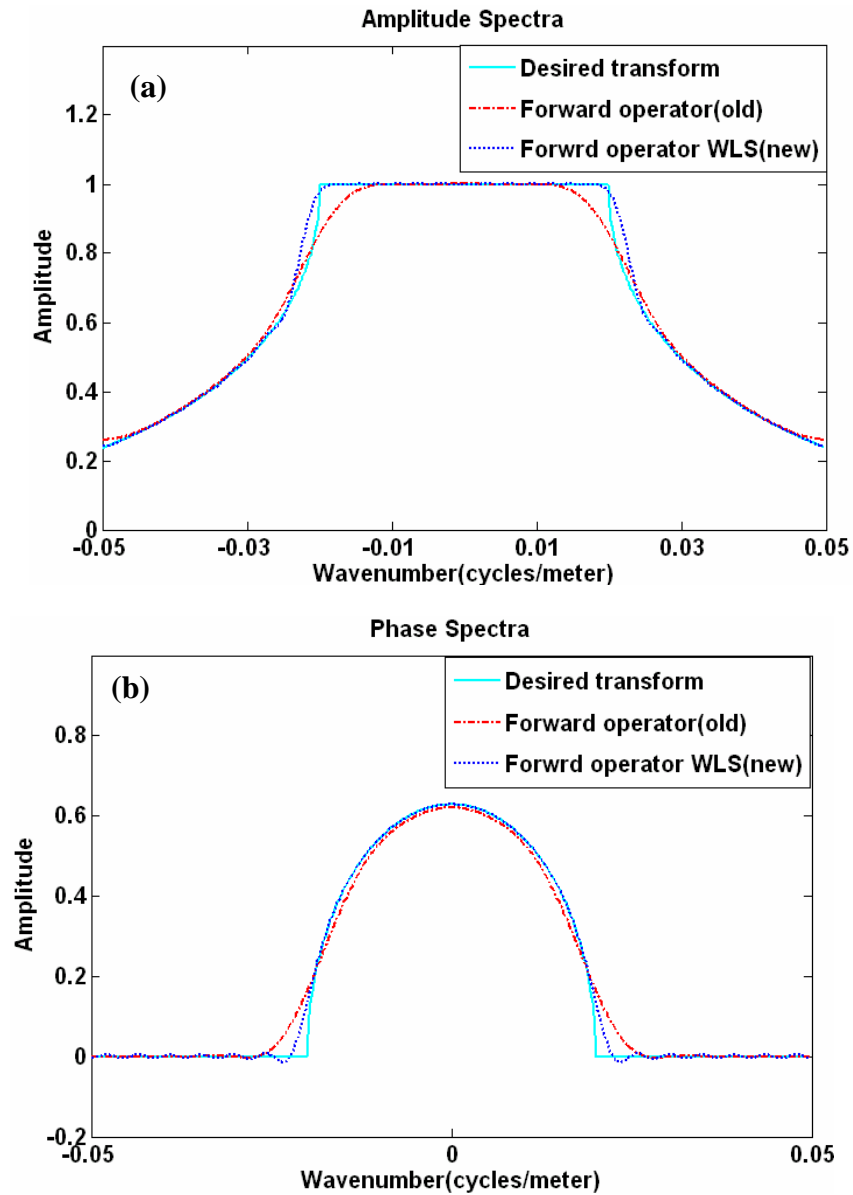 Amplitude Spectra
(a)
Desired transform
Forward operator(old)
Forwrd operator WLS(new)
1.2
1
0.8
0.6
0.4
0.2
0
Amplitude
-0.05 -0.03 -0.01 0.01 0.03 0.05
Wavenumber(cycles/meter)
Phase Spectra
(b)
Desired transform
Forward operator(old)
Forwrd operator WLS(new)
0.8
0.6
0.4
0.2
0
-0.2
Amplitude
-0.05 0 0.05
Wavenumber(cycles/meter)